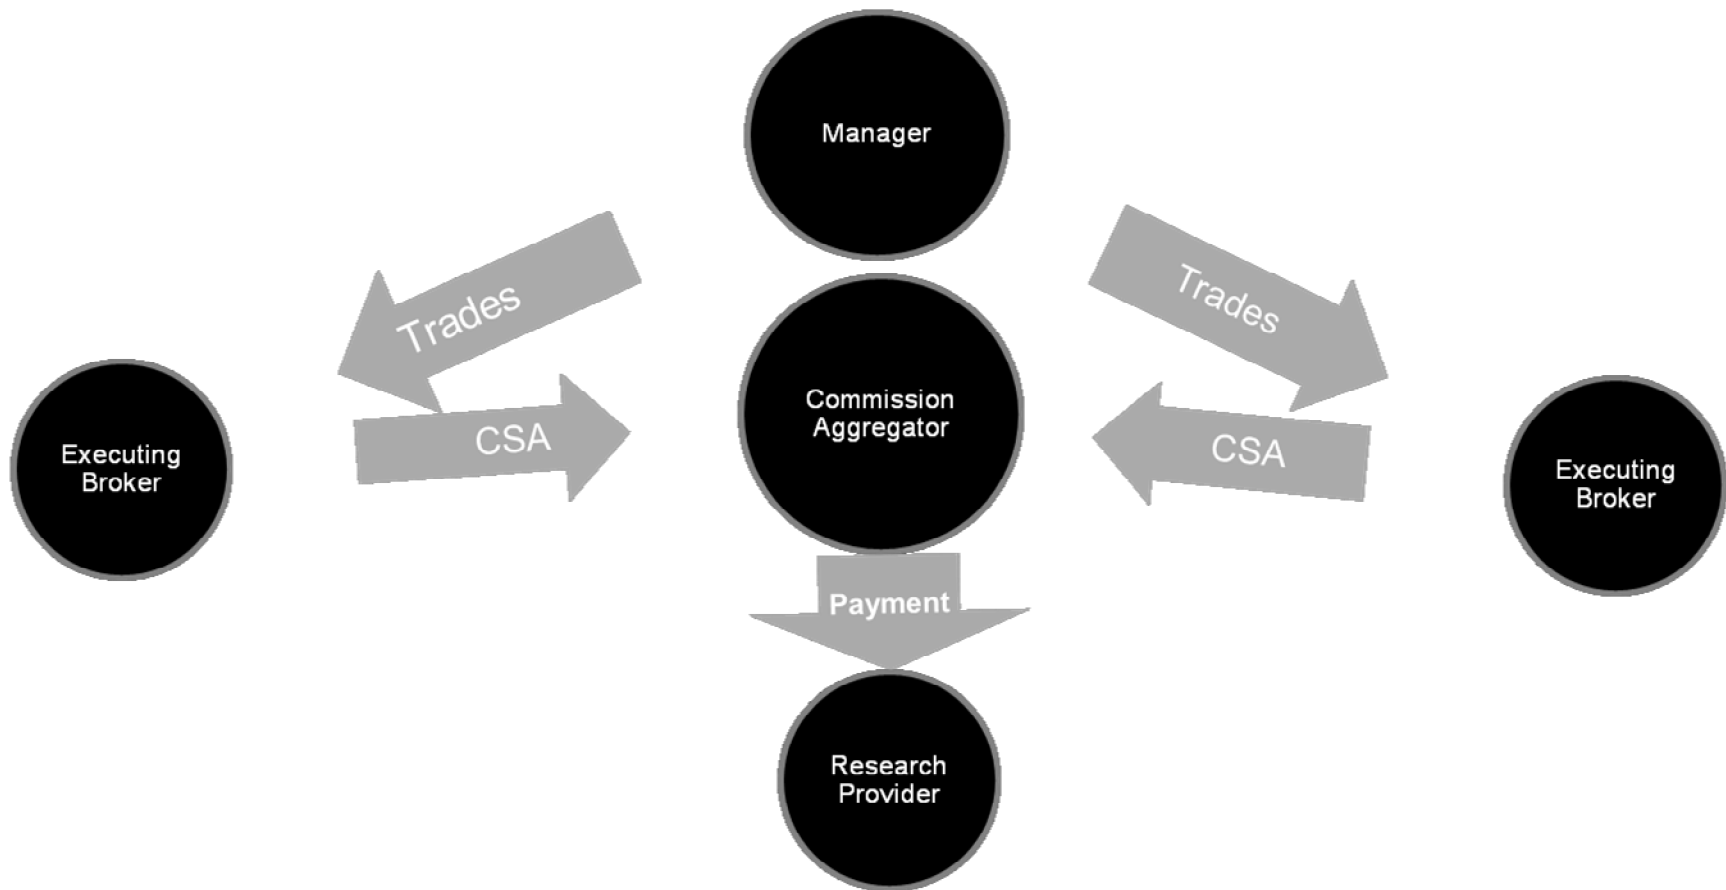 Manager
Trades
Trades
Commission
Aggregator
CSA
CSA
Executing
Broker
Executing
Broker
Payment
Research
Provider